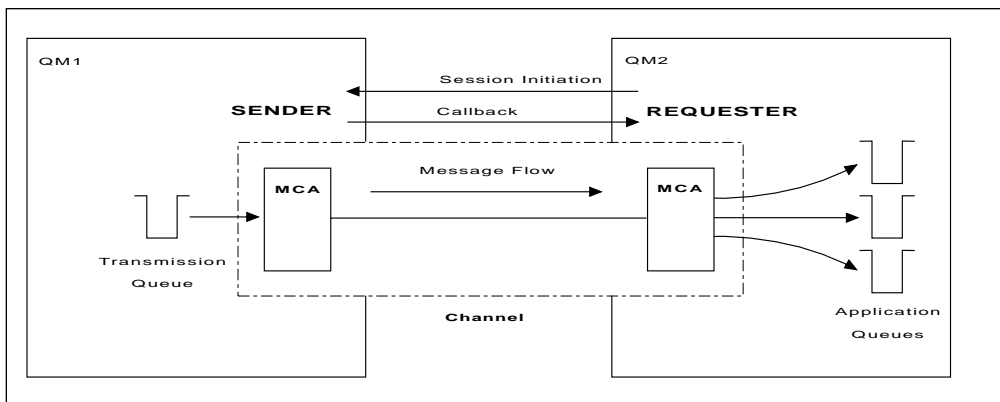 QM1
QM2
Session Initiation
SENDER
Callback
REQUESTER
MCA
Message Flow
MCA
Transmission
Queue
Channel
Application
Queues